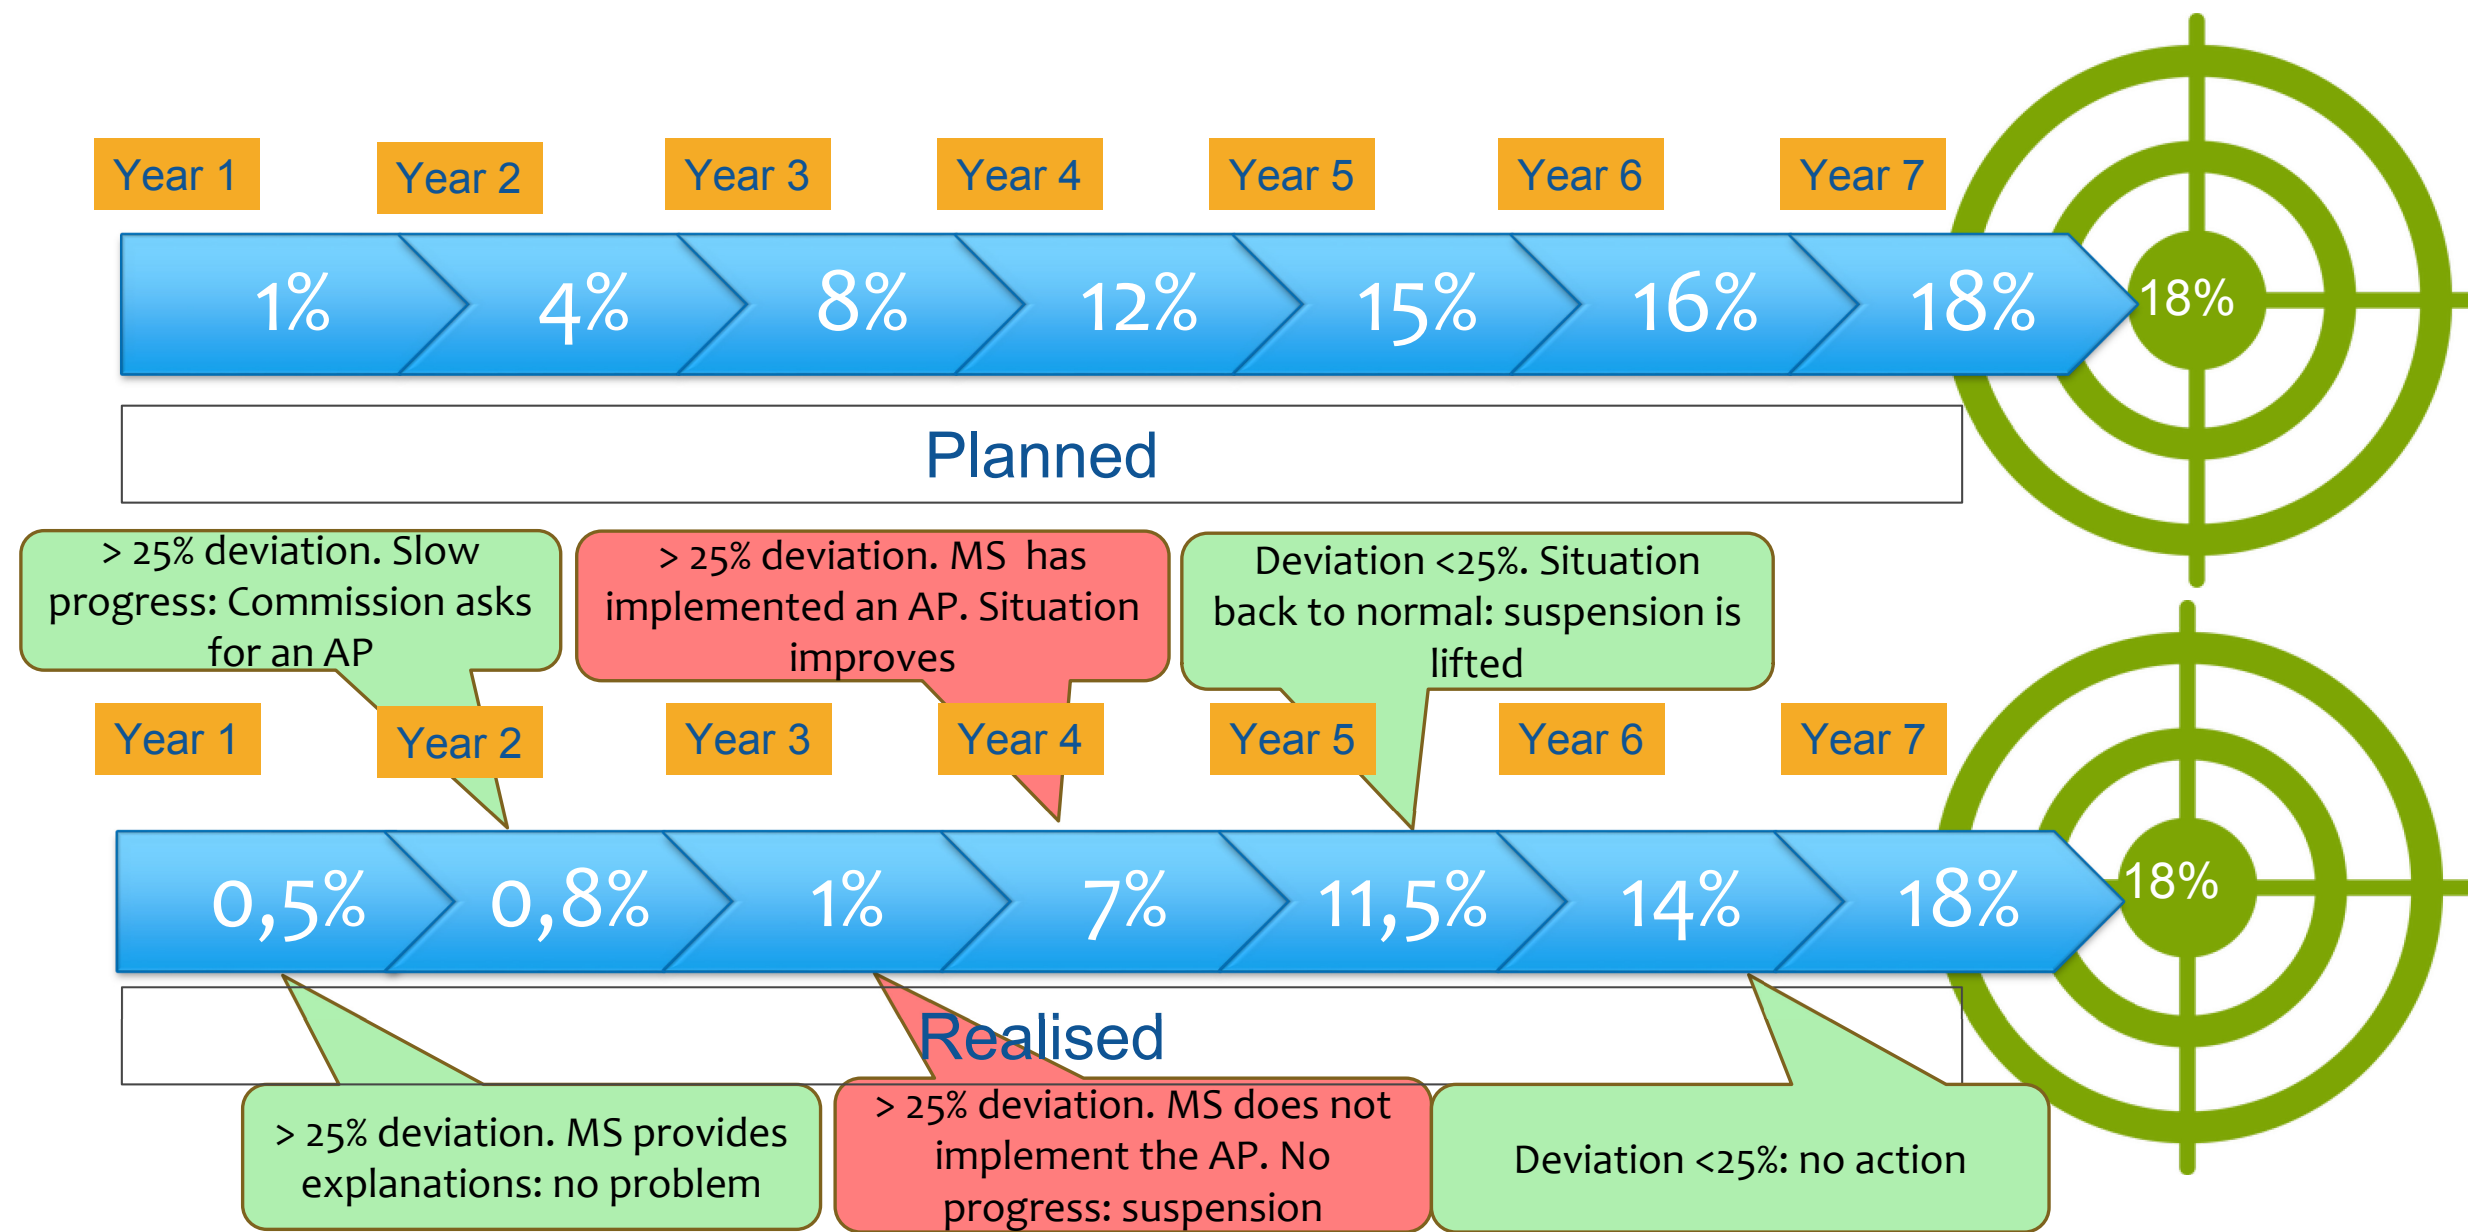 Year 1
Year 2
Year 3
Year 4
Year 5
Year 6
Year 7
1%
4%
8%
12%
15%
16%
18%
18%
Planned
> 25% deviation. Slow
progress: Commission asks
for an AP
> 25% deviation. MS has
implemented an AP. Situation
improves
Deviation <25%. Situation
back to normal: suspension is
lifted
Year 1
Year 2
Year 3
Year 4
Year 5
Year 6
Year 7
0,5%
0,8%
1%
7%
11,5%
14%
18%
18%
Realised
> 25% deviation. MS provides
explanations: no problem
> 25% deviation. MS does not
implement the AP. No
progress: suspension
Deviation <25%: no action